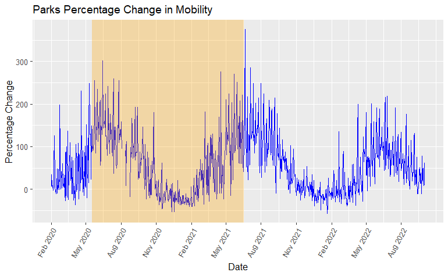 Parks Percentage Change in Mobility
Percentage Change
300
200
100
0
Feb 2020
May 2020
Aug 2020
Nov 2020
Feb 2021
May 2021
Aug 2021
Nov 2021
Feb 2022
May 2022
Aug 2022
Date